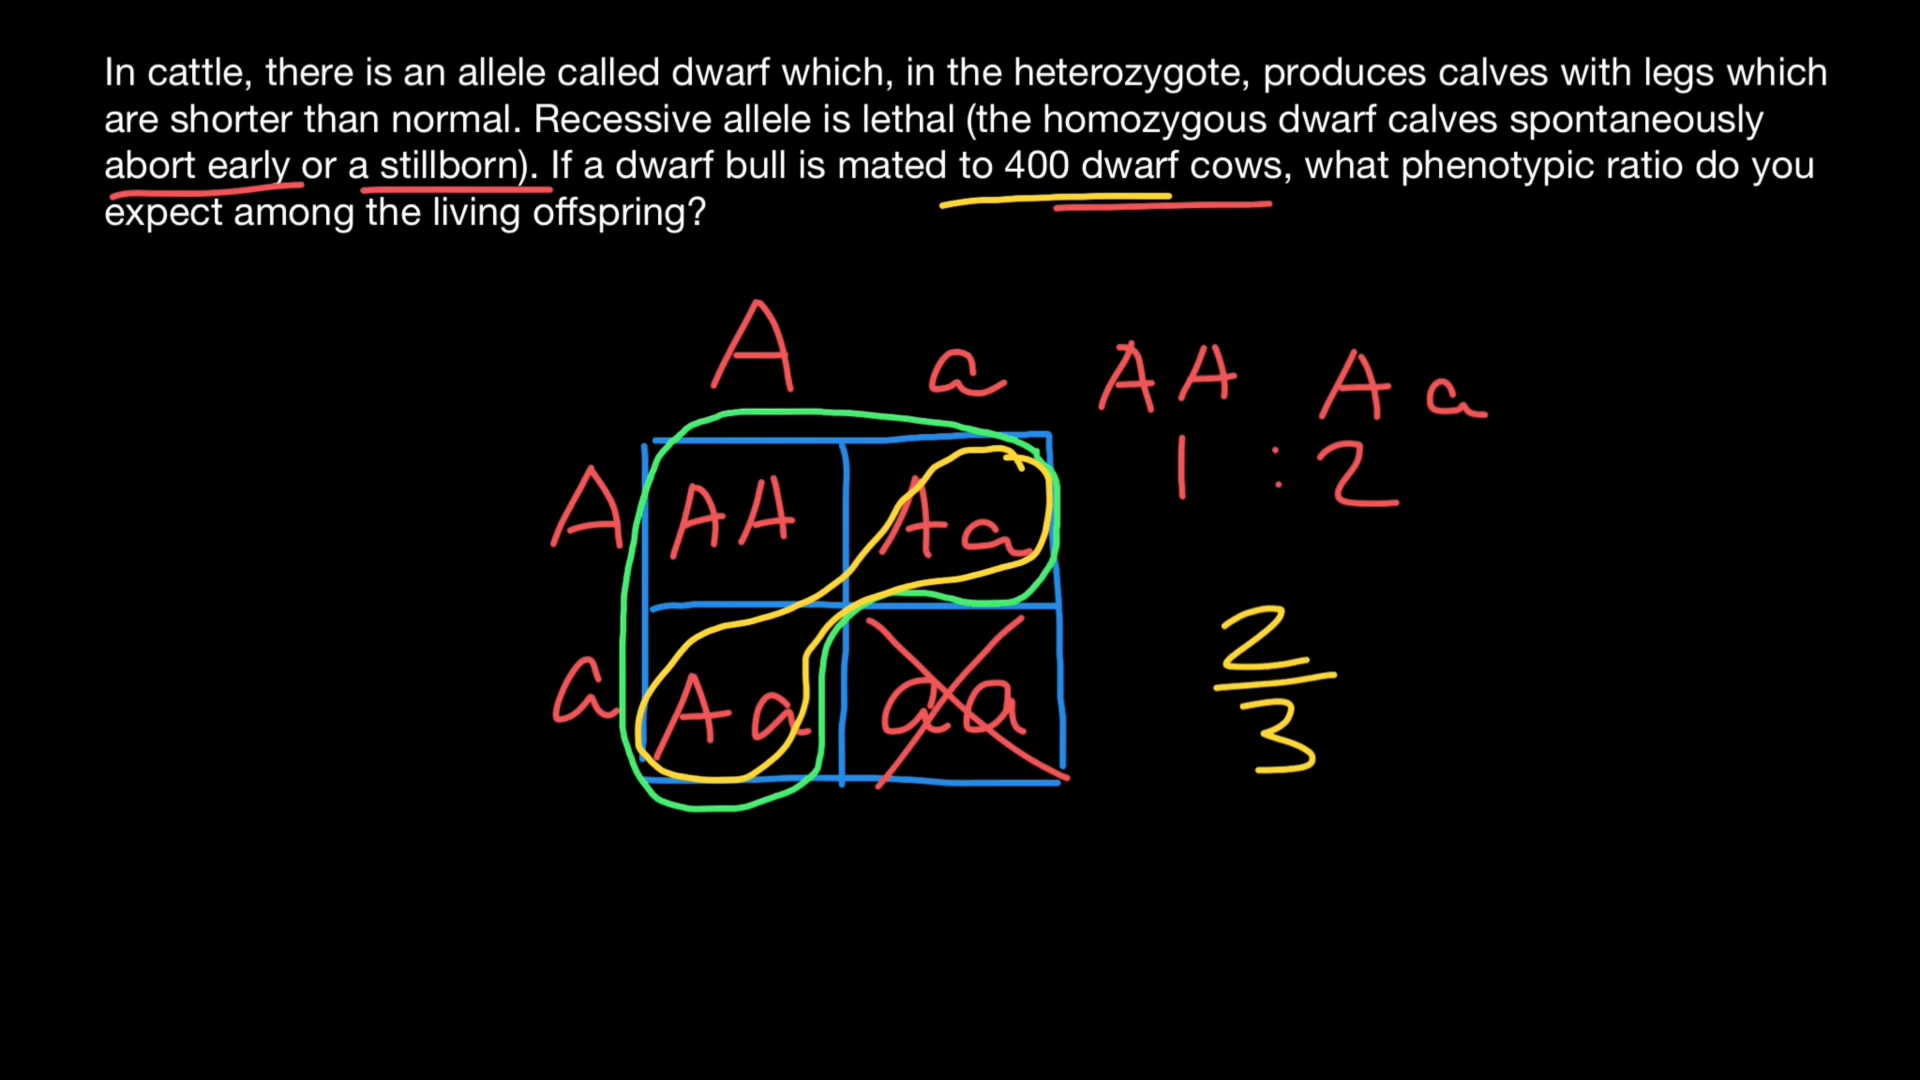 In cattle, there is an allele called dwarf which, in the heterozygote, produces calves with legs which
are shorter than normal. Recessive allele is lethal (the homozygous dwarf calves spontaneously
abort early or a stillborn). If a dwarf bull is mated to 400 dwarf cows, what phenotypic ratio do you
expect among the living offspring?
A a AA Aa
1 : 2
A AA Aa
a Aa aa
2
3